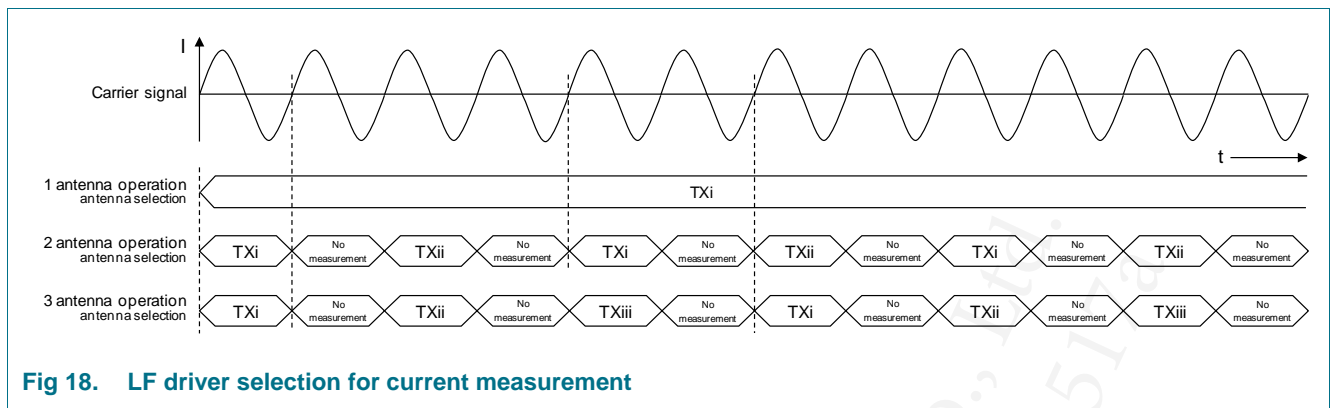 I
Carrier signal
t
1 antenna operation
antenna selection
TXi
2 antenna operation
antenna selection
TXi
No
measurement
TXii
No
measurement
TXi
No
measurement
TXii
No
measurement
TXi
No
measurement
TXii
No
measurement
3 antenna operation
antenna selection
TXi
No
measurement
TXii
No
measurement
TXiii
No
measurement
TXi
No
measurement
TXii
No
measurement
TXiii
No
measurement
Fig 18. LF driver selection for current measurement